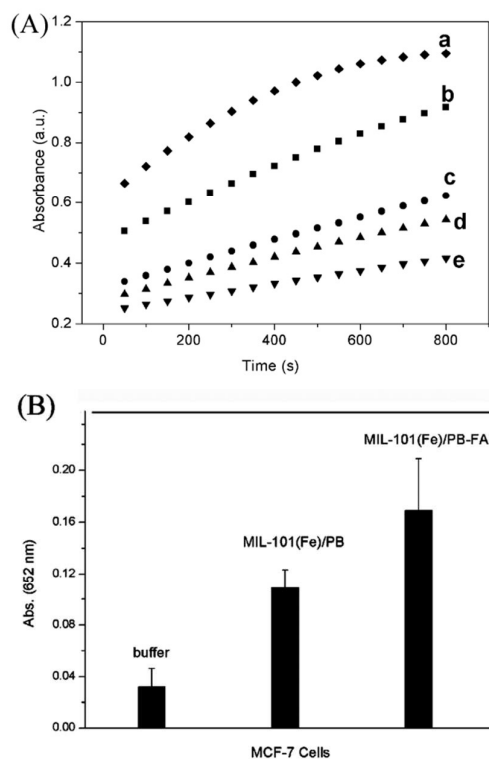 (A)
1.2
1.0
0.8
0.6
0.4
0.2
Absorbance (a.u.)
a
b
c
d
e
0
200
400
600
800
Time (s)
(B)
0.20
0.16
0.12
0.08
0.04
0.00
Abs. (652 nm)
buffer
MIL-101(Fe)/PB
MIL-101(Fe)/PB-FA
MCF-7 Cells